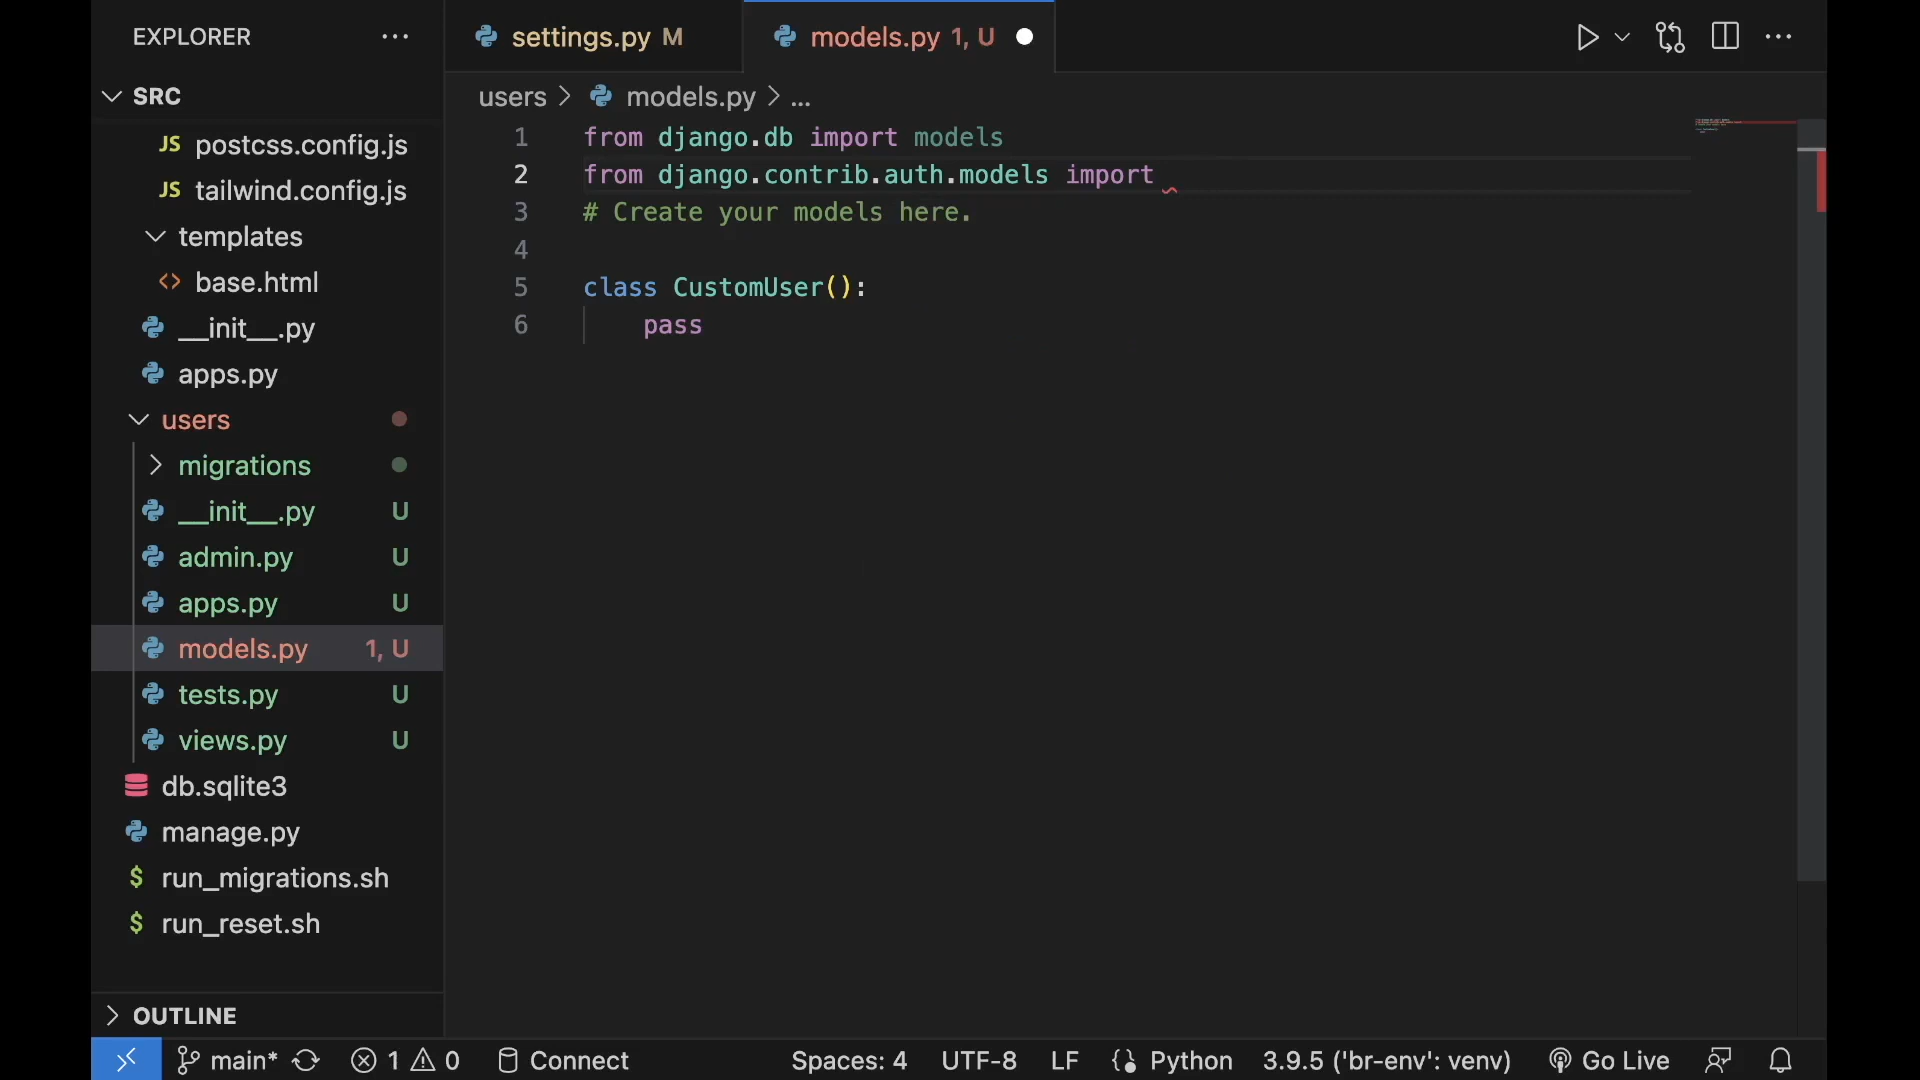 EXPLORER
SRC
JS postcss.config.js
JS tailwind.config.js
templates
<> base.html
__init__.py
apps.py
users
migrations
__init__.py U
admin.py U
apps.py U
models.py 1, U
tests.py U
views.py U
db.sqlite3
manage.py
$ run_migrations.sh
$ run_reset.sh
OUTLINE
settings.py M
models.py 1, U
users > models.py > ...
1 from django.db import models
2 from django.contrib.auth.models import
3 # Create your models here.
4
5 class CustomUser():
6 pass
main* 1 0 Connect Spaces: 4 UTF-8 LF Python 3.9.5 ('br-env': venv) Go Live